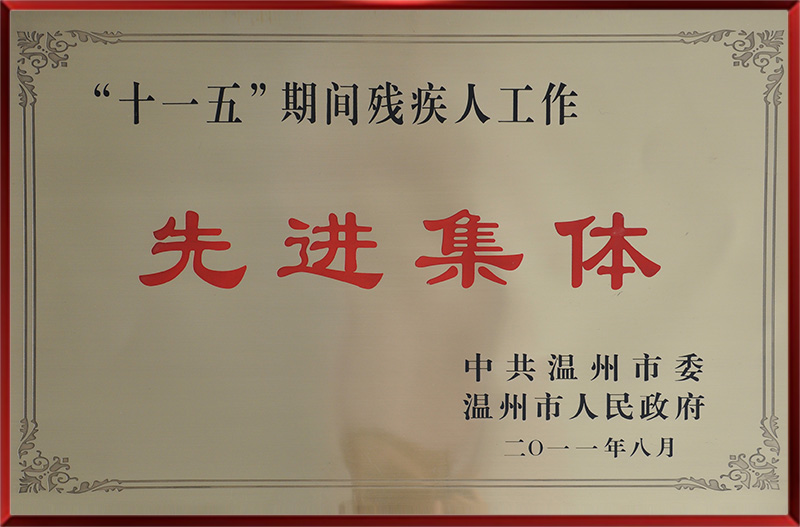 “十一五”期间残疾人工作
先进集体
中共温州市委
温州市人民政府
二〇一一年八月